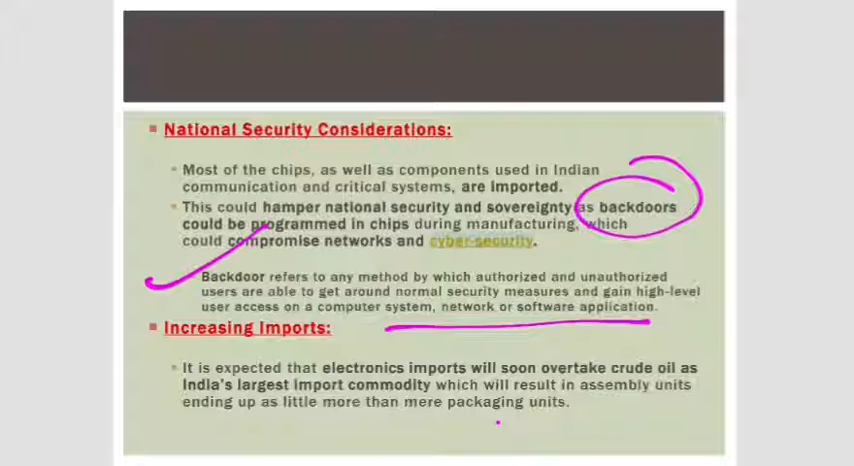 National Security Considerations:
Most of the chips, as well as components used in Indian
communication and critical systems, are imported.
This could hamper national security and sovereignty as backdoors
could be programmed in chips during manufacturing, which
could compromise networks and cyber-security.
Backdoor refers to any method by which authorized and unauthorized
users are able to get around normal security measures and gain high-level
user access on a computer system, network or software application.
Increasing Imports:
It is expected that electronics imports will soon overtake crude oil as
India's largest import commodity which will result in assembly units
ending up as little more than mere packaging units.